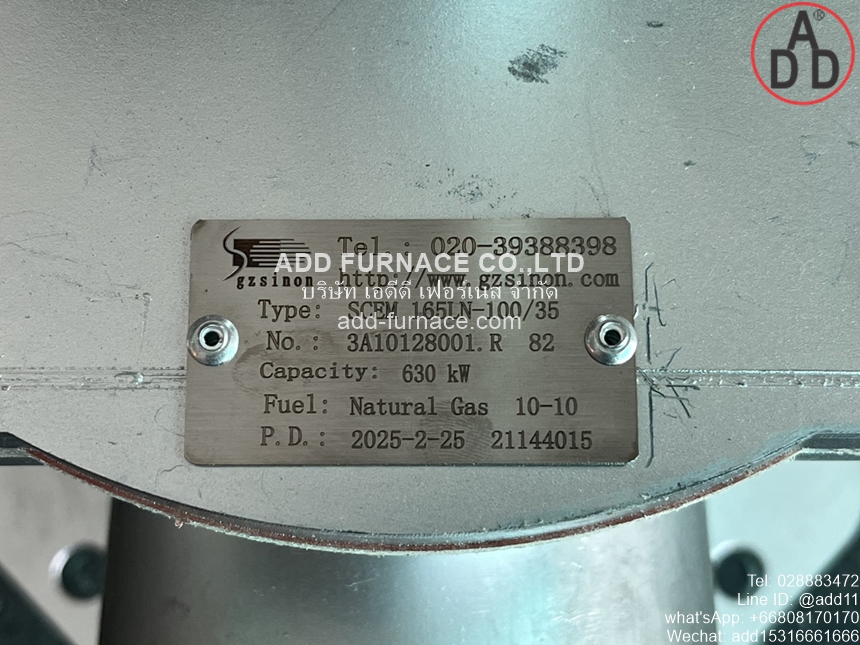 ADD®
Tel.: 020-39388398
gzsinon http://www.gzsinon.com
ADD FURNACE CO.,LTD
บริษัท เอดีดี เฟอร์เนส จำกัด
add-furnace.com
Type: SCEM 165LN-100/35
No.: 3A10128001.R 82
Capacity: 630 kW
Fuel: Natural Gas 10-10
P.D.: 2025-2-25 21144015
Tel: 028883472
Line ID: @add11
what'sApp: +66808170170
Wechat: add15316661666